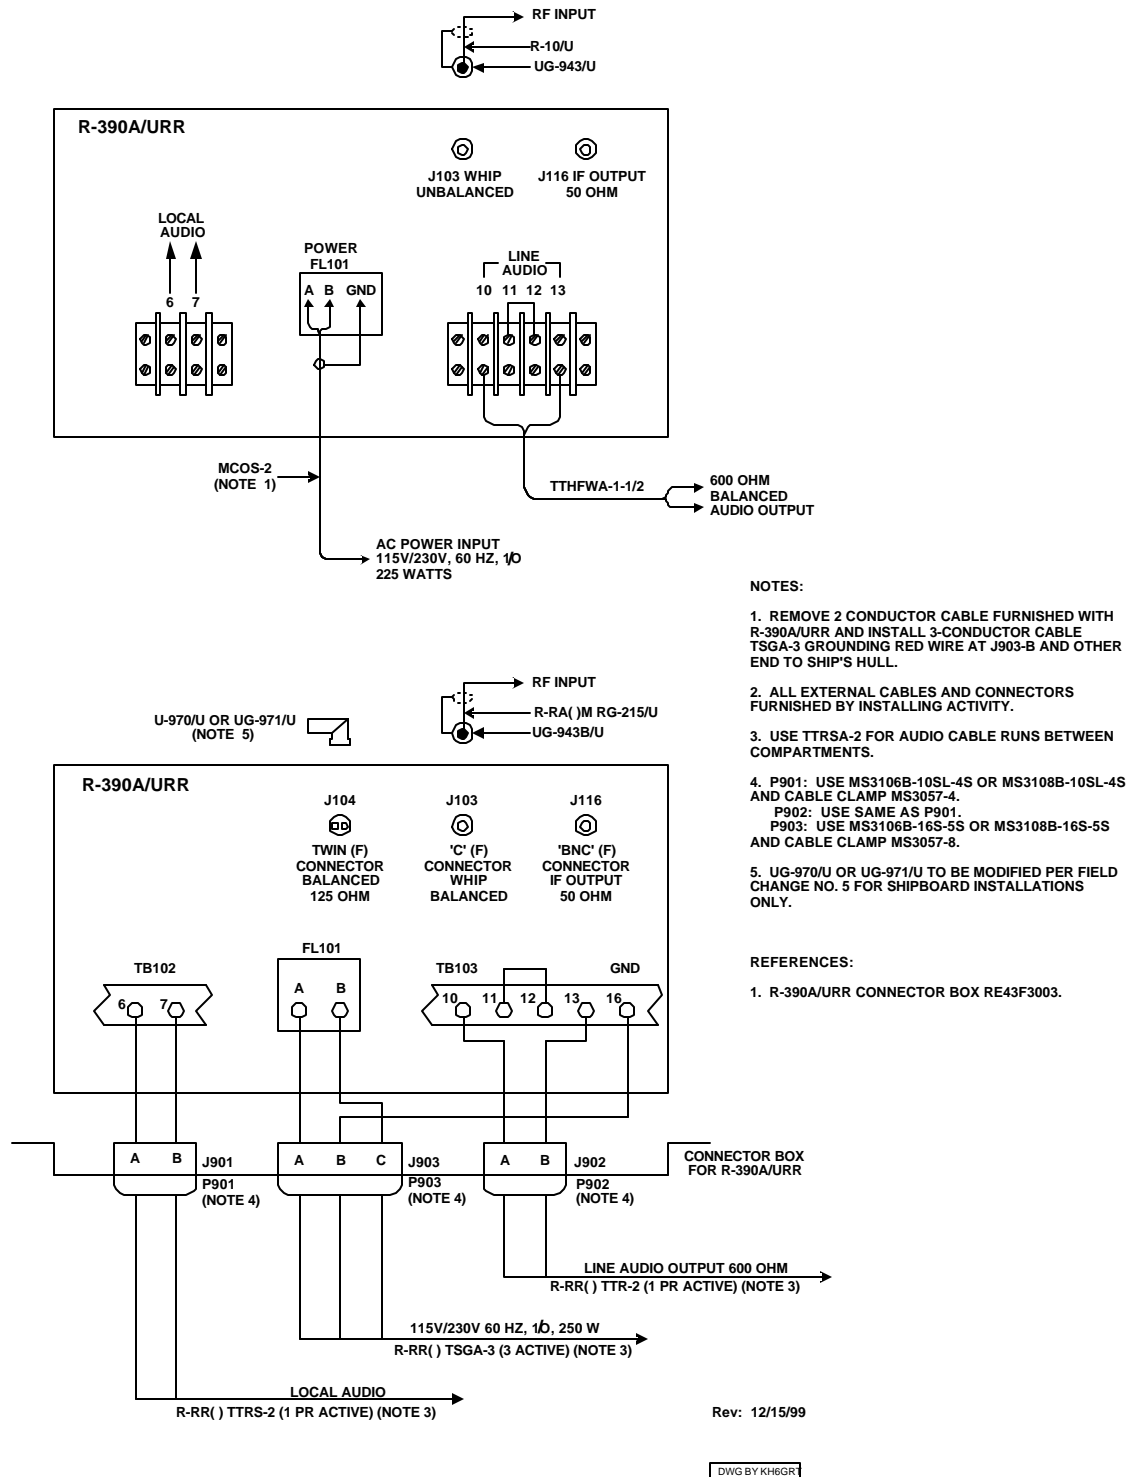 RF INPUT
R-10/U
UG-943/U
R-390A/URR
J103 WHIP
UNBALANCED
J116 IF OUTPUT
50 OHM
LOCAL
AUDIO
6 7
POWER
FL101
A B GND
LINE
AUDIO
10 11 12 13
MCOS-2
(NOTE 1)
TTHFWA-1-1/2
600 OHM
BALANCED
AUDIO OUTPUT
AC POWER INPUT
115V/230V, 60 HZ, 1/O
225 WATTS
NOTES:
1. REMOVE 2 CONDUCTOR CABLE FURNISHED WITH
R-390A/URR AND INSTALL 3-CONDUCTOR CABLE
TSGA-3 GROUNDING RED WIRE AT J903-B AND OTHER
END TO SHIP'S HULL.
2. ALL EXTERNAL CABLES AND CONNECTORS
FURNISHED BY INSTALLING ACTIVITY.
3. USE TTRSA-2 FOR AUDIO CABLE RUNS BETWEEN
COMPARTMENTS.
4. P901: USE MS3106B-10SL-4S OR MS3108B-10SL-4S
AND CABLE CLAMP MS3057-4.
P902: USE SAME AS P901.
P903: USE MS3106B-16S-5S OR MS3108B-16S-5S
AND CABLE CLAMP MS3057-8.
5. UG-970/U OR UG-971/U TO BE MODIFIED PER FIELD
CHANGE NO. 5 FOR SHIPBOARD INSTALLATIONS
ONLY.
REFERENCES:
1. R-390A/URR CONNECTOR BOX RE43F3003.
RF INPUT
R-RA( )M RG-215/U
UG-943B/U
U-970/U OR UG-971/U
(NOTE 5)
R-390A/URR
J104
TWIN (F)
CONNECTOR
BALANCED
125 OHM
J103
'C' (F)
CONNECTOR
WHIP
BALANCED
J116
'BNC' (F)
CONNECTOR
IF OUTPUT
50 OHM
TB102
6 7
FL101
A B
TB103 GND
10 11 12 13 16
A B J901
P901
(NOTE 4)
A B C J903
P903
(NOTE 4)
A B J902
P902
(NOTE 4)
CONNECTOR BOX
FOR R-390A/URR
LINE AUDIO OUTPUT 600 OHM
R-RR( ) TTR-2 (1 PR ACTIVE) (NOTE 3)
115V/230V 60 HZ, 1/O, 250 W
R-RR( ) TSGA-3 (3 ACTIVE) (NOTE 3)
LOCAL AUDIO
R-RR( ) TTRS-2 (1 PR ACTIVE) (NOTE 3)
Rev: 12/15/99
DWG BY KH6GRT